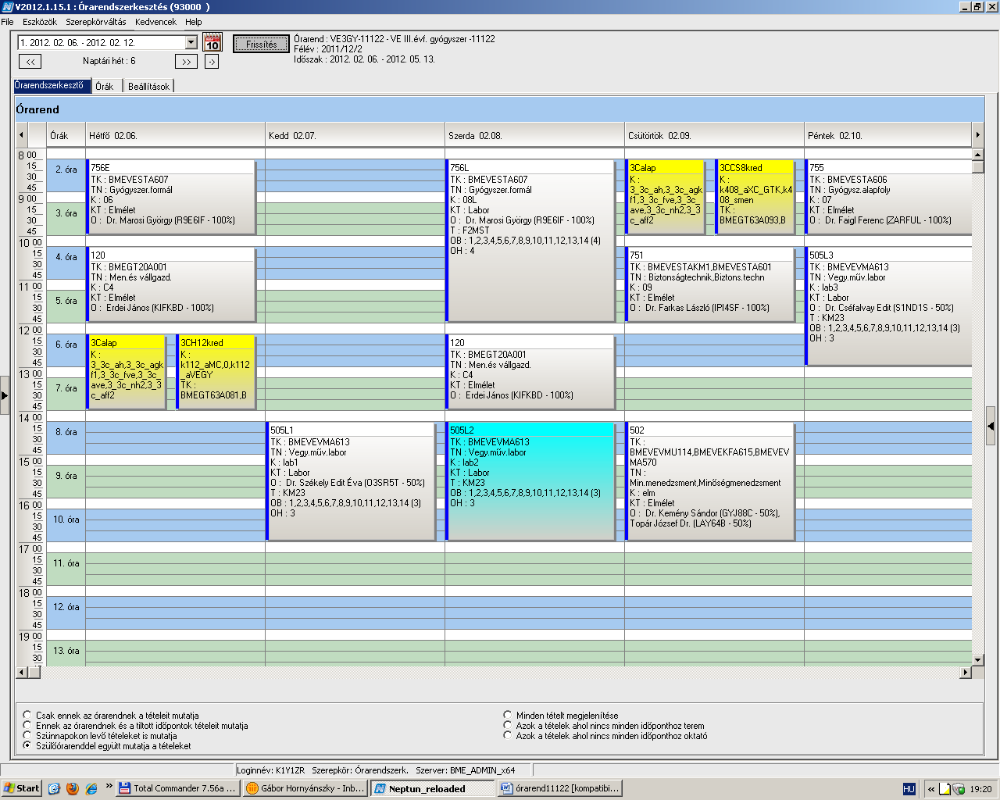 V2012.1.15.1 : Órarendszerkesztés (93000  )
File Eszközök Szerepkörváltás Kedvencek Help
1. 2012. 02. 06. - 2012. 02. 12.
10
Frissítés
Órarend : VE3GY-11122 - VE III.évf. gyógyszer -11122
Félév : 2011/12/2
Időszak : 2012. 02. 06. - 2012. 05. 13.
<< Naptári hét : 6 >> ->
Órarendszerkesztő Órák Beállítások
Órarend
Órák Hétfő 02.06. Kedd 02.07. Szerda 02.08. Csütörtök 02.09. Péntek 02.10.
8 00
15
30
45
9 00
15
30
45
10 00
15
30
45
11 00
15
30
45
12 00
15
30
45
13 00
15
30
45
14 00
15
30
45
15 00
15
30
45
16 00
15
30
45
17 00
15
30
45
18 00
15
30
45
19 00
15
30
2. óra
3. óra
4. óra
5. óra
6. óra
7. óra
8. óra
9. óra
10. óra
11. óra
12. óra
13. óra
756E
TK : BMEVESTA607
TN : Gyógyszer.formál
K : 06
KT : Elmélet
O :  Dr. Marosi György (R9E6IF - 100%)
120
TK : BMEGT20A001
TN : Men.és vállgazd.
K : C4
KT : Elmélet
O :  Erdei János (KIFKBD - 100%)
3Calap
K :
3_3c_ah,3_3c_agk
f1,3_3c_fve,3_3c_
ave,3_3c_nh2,3_3
c_aff2
3CH12kred
K :
k112_aMC,0,k112
_aVEGY
TK :
BMEGT63A081,B
505L1
TK : BMEVEVMA613
TN : Vegy.műv.labor
K : lab1
KT : Labor
O :  Dr. Székely Edit Éva (O3SR5T - 50%)
T : KM23
OB : 1,2,3,4,5,6,7,8,9,10,11,12,13,14 (3)
OH : 3
756L
TK : BMEVESTA607
TN : Gyógyszer.formál
K : 08L
KT : Labor
O :  Dr. Marosi György (R9E6IF - 100%)
T : F2MST
OB : 1,2,3,4,5,6,7,8,9,10,11,12,13,14 (4)
OH : 4
120
TK : BMEGT20A001
TN : Men.és vállgazd.
K : C4
KT : Elmélet
O :  Erdei János (KIFKBD - 100%)
505L2
TK : BMEVEVMA613
TN : Vegy.műv.labor
K : lab2
KT : Labor
T : KM23
OB : 1,2,3,4,5,6,7,8,9,10,11,12,13,14 (3)
OH : 3
3Calap
K :
3_3c_ah,3_3c_agk
f1,3_3c_fve,3_3c_
ave,3_3c_nh2,3_3
c_aff2
3CCS8kred
K :
k408_aXC_GTK,k4
08_smen
TK :
BMEGT63A093,B
751
TK : BMEVESTAKM1,BMEVESTA601
TN : Biztonságtechnik,Biztons.techn
K : 09
KT : Elmélet
O :  Dr. Farkas László (IPI4SF - 100%)
502
TK :
BMEVEVMU114,BMEVEKFA615,BMEVEV
MA570
TN :
Min.menedzsment,Minőségmenedzsment
K : elm
KT : Elmélet
O :  Dr. Kemény Sándor (GYJ88C - 50%),
Topár József Dr. (LAY64B - 50%)
755
TK : BMEVESTA606
TN : Gyógysz.alapfoly
K : 07
KT : Elmélet
O :  Dr. Faigl Ferenc (ZARFUL - 100%)
505L3
TK : BMEVEVMA613
TN : Vegy.műv.labor
K : lab3
KT : Labor
O :  Dr. Cséfalvay Edit (S1ND1S - 50%)
T : KM23
OB : 1,2,3,4,5,6,7,8,9,10,11,12,13,14 (3)
OH : 3
Csak ennek az órarendnek a tételeit mutatja
Ennek az órarendnek és a tiltott időpontok tételeit mutatja
Szünnapokon levő tételeket is mutatja
Szülőórarenddel együtt mutatja a tételeket
Minden tételt megjelenítése
Azok a tételek ahol nincs minden időponthoz terem
Azok a tételek ahol nincs minden időponthoz oktató
Loginnév: K1Y1ZR  Szerepkör: Órarendszerk.  Szerver: BME_ADMIN_x64
Start » Total Commander 7.56a ... Gábor Hornyánszky - Inb... Neptun_reloaded órarend11122 [kompatibi... HU « 19:20